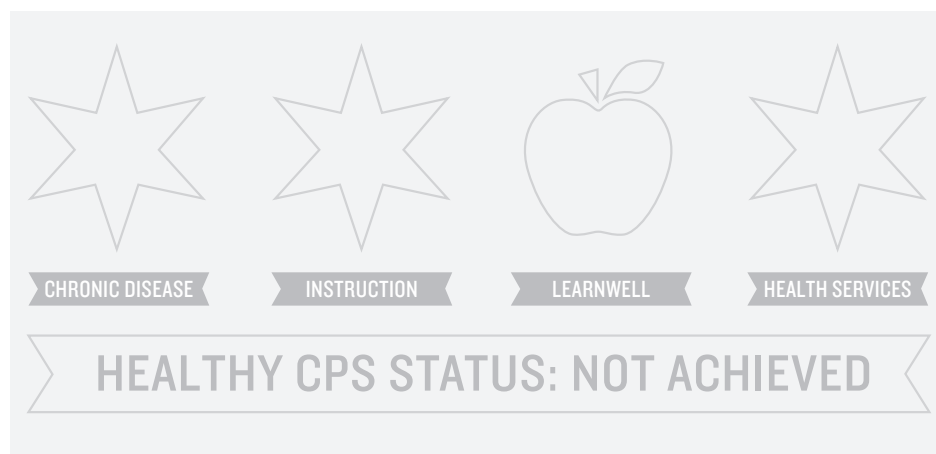 CHRONIC DISEASE
INSTRUCTION
LEARNWELL
HEALTH SERVICES
HEALTHY CPS STATUS: NOT ACHIEVED